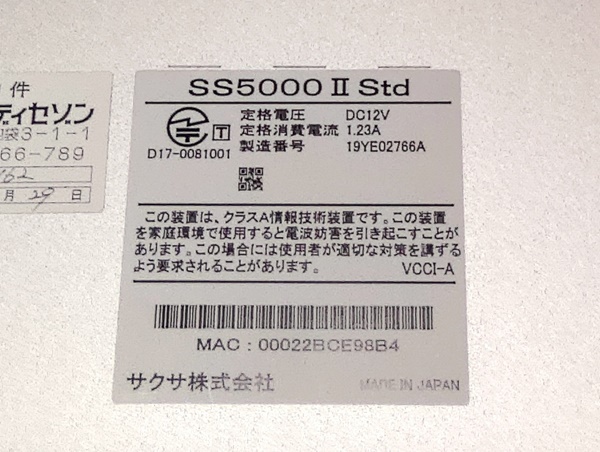 件
ディセゾン
袋3-1-1
66-789
162
月29日
SS5000 II Std
T
D17-0081001
定格電圧 DC12V
定格消費電流 1.23A
製造番号 19YE02766A
この装置は、クラスA情報技術装置です。この装置
を家庭環境で使用すると電波妨害を引き起こすことが
あります。この場合には使用者が適切な対策を講ずる
よう要求されることがあります。 VCCI-A
MAC : 00022BCE98B4
サクサ株式会社 MADE IN JAPAN